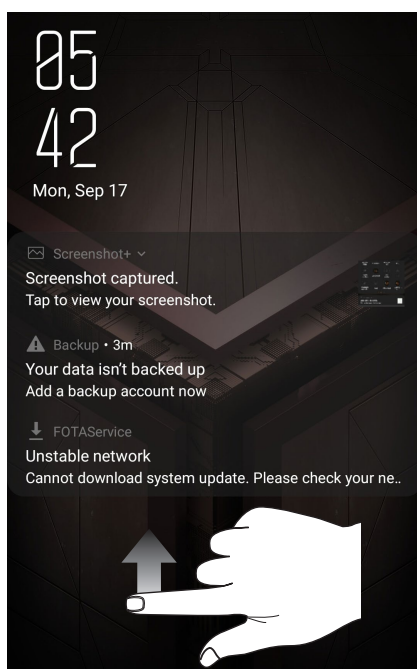 05
42
Mon, Sep 17
Screenshot+
Screenshot captured.
Tap to view your screenshot.
Backup • 3m
Your data isn’t backed up
Add a backup account now
FOTAService
Unstable network
Cannot download system update. Please check your ne..